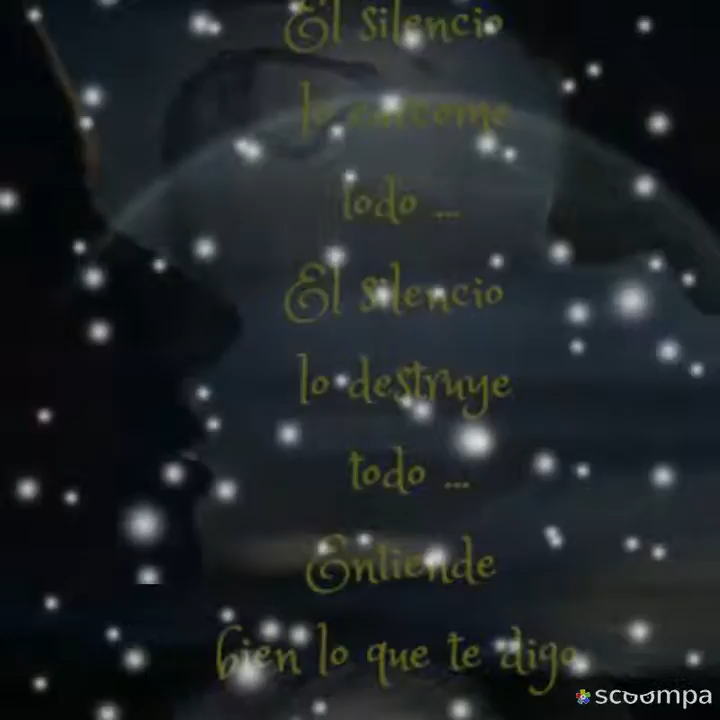 El silencio
lo carcome
todo ...
El silencio
lo destruye
todo ...
Entiende
bien lo que te digo
scoompa